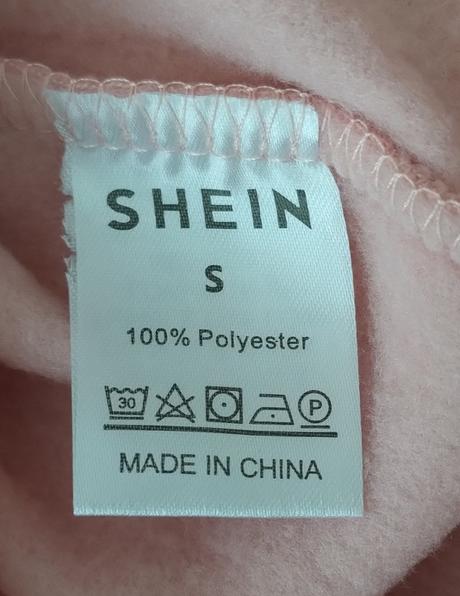 SHEIN
S
100% Polyester
30 P
MADE IN CHINA